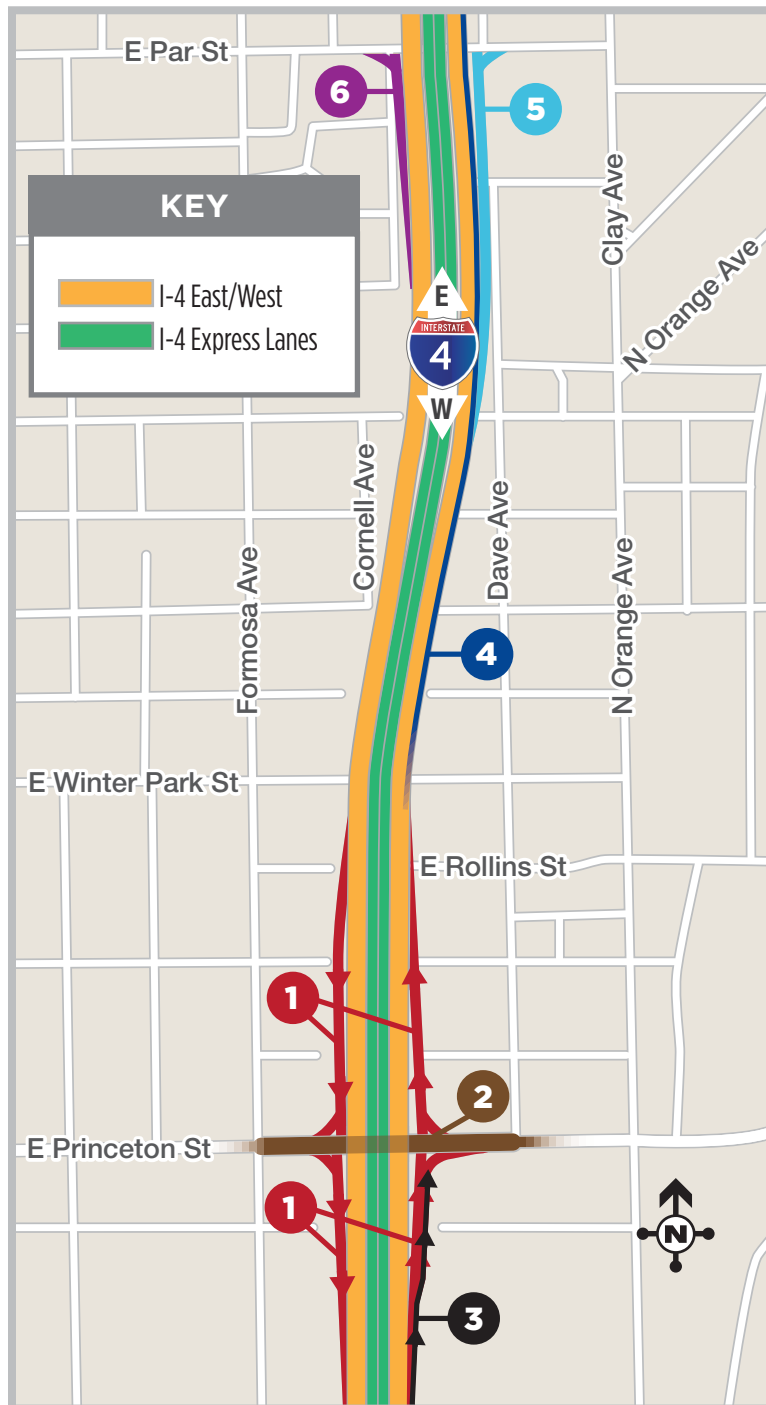 E Par St
6
5
Clay Ave
KEY
I-4 East/West
I-4 Express Lanes
N Orange Ave
E
INTERSTATE
4
W
Cornell Ave
Dave Ave
Formosa Ave
N Orange Ave
4
E Winter Park St
E Rollins St
1
2
E Princeton St
1
N
3